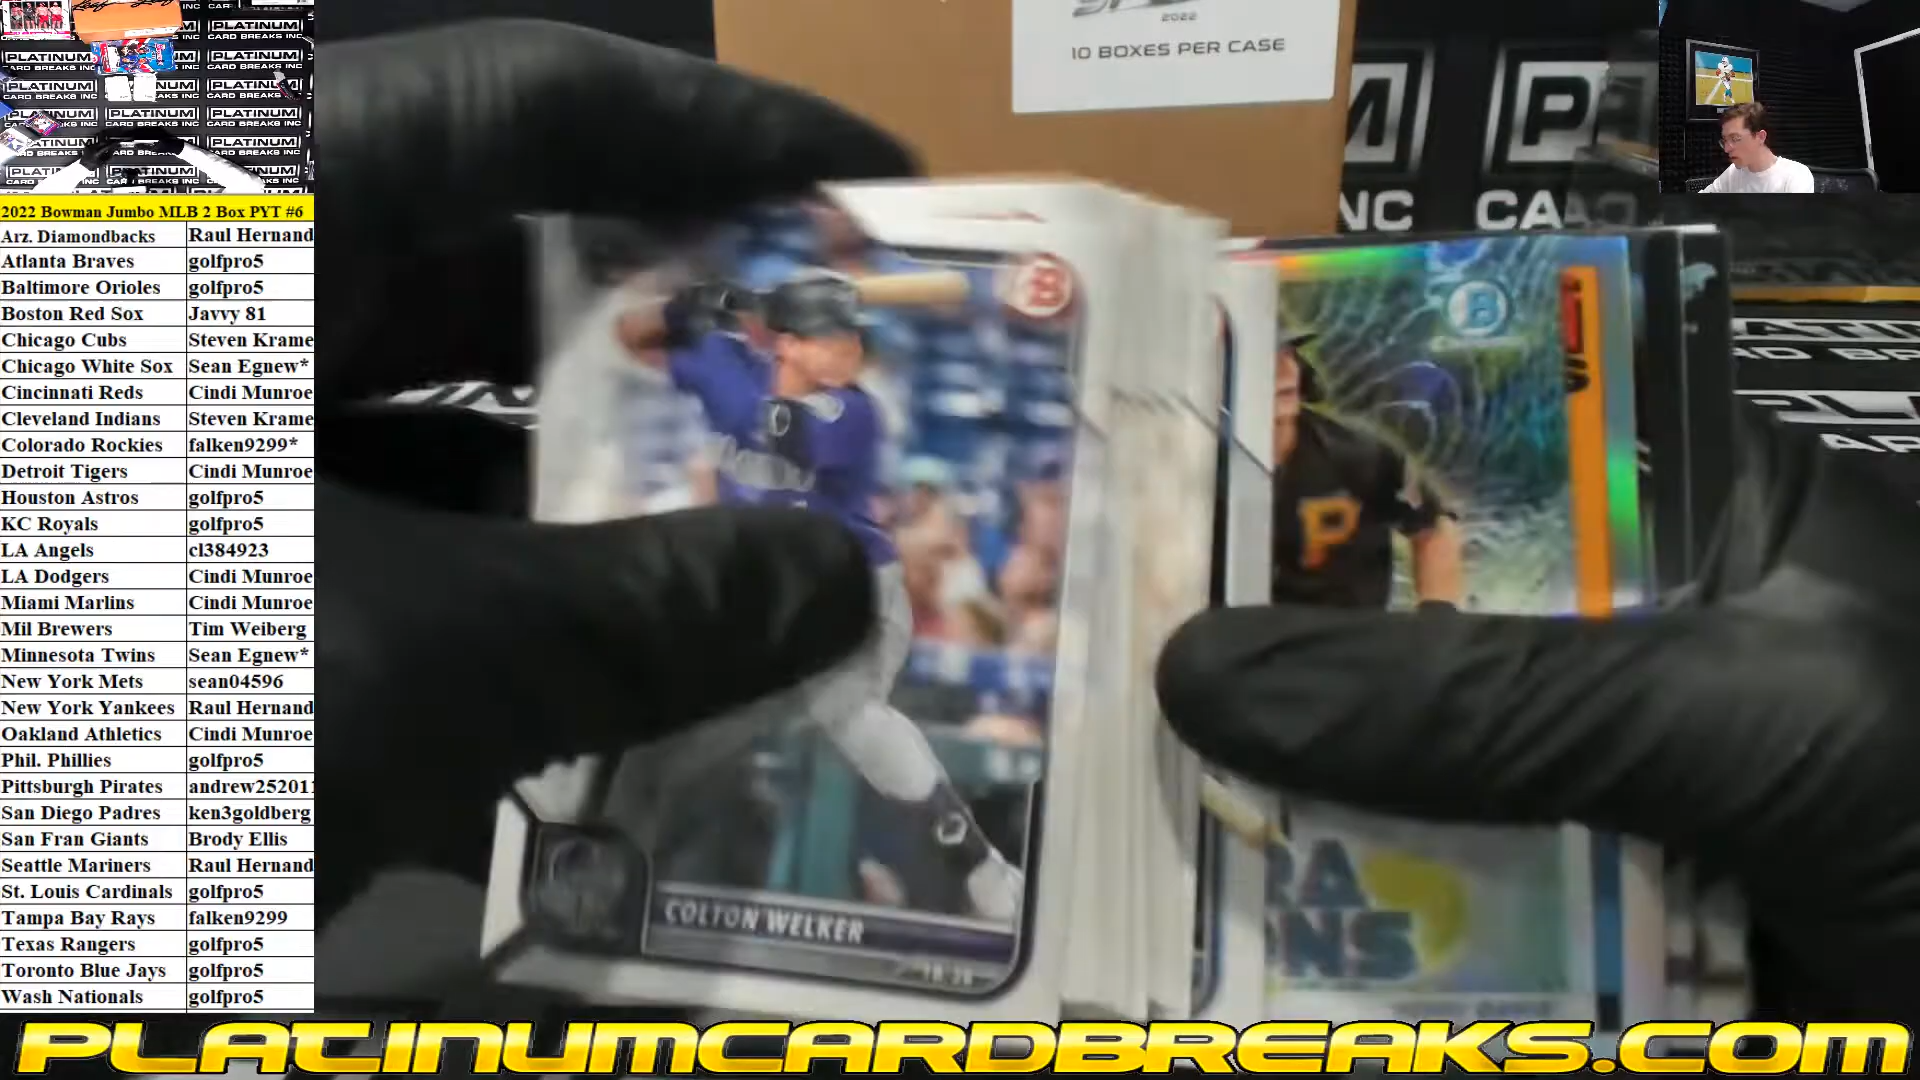 2022
10 BOXES PER CASE
PLATINUM
CARD BREAKS INC
2022 Bowman Jumbo MLB 2 Box PYT #6
Arz. Diamondbacks Raul Hernand
Atlanta Braves golfpro5
Baltimore Orioles golfpro5
Boston Red Sox Javvy 81
Chicago Cubs Steven Krame
Chicago White Sox Sean Egnew*
Cincinnati Reds Cindi Munroe
Cleveland Indians Steven Krame
Colorado Rockies falken9299*
Detroit Tigers Cindi Munroe
Houston Astros golfpro5
KC Royals golfpro5
LA Angels cl384923
LA Dodgers Cindi Munroe
Miami Marlins Cindi Munroe
Mil Brewers Tim Weiberg
Minnesota Twins Sean Egnew*
New York Mets sean04596
New York Yankees Raul Hernand
Oakland Athletics Cindi Munroe
Phil. Phillies golfpro5
Pittsburgh Pirates andrew252011
San Diego Padres ken3goldberg
San Fran Giants Brody Ellis
Seattle Mariners Raul Hernand
St. Louis Cardinals golfpro5
Tampa Bay Rays falken9299
Texas Rangers golfpro5
Toronto Blue Jays golfpro5
Wash Nationals golfpro5
B
P
COLTON WELKER
PLATINUMCARDBREAKS.COM